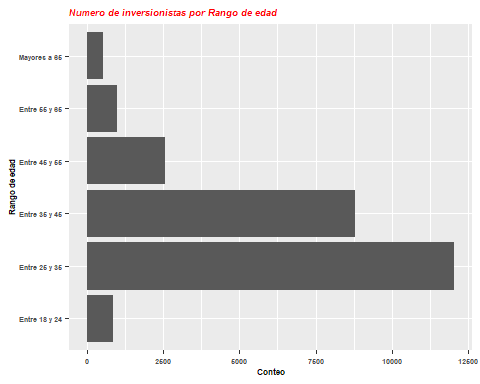 Numero de inversionistas por Rango de edad
Mayores a 65
Entre 55 y 65
Entre 45 y 55
Entre 35 y 45
Entre 25 y 35
Entre 18 y 24
Rango de edad
0 2500 5000 7500 10000 12500
Conteo